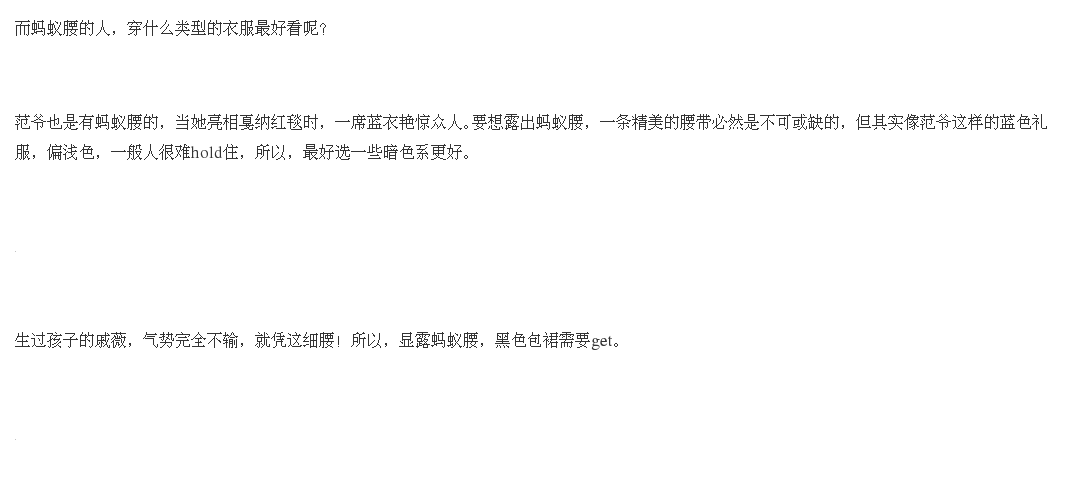 而蚂蚁腰的人，穿什么类型的衣服最好看呢?
范爷也是有蚂蚁腰的，当她亮相戛纳红毯时，一席蓝衣艳惊众人。要想露出蚂蚁腰，一条精美的腰带必然是不可或缺的，但其实像范爷这样的蓝色礼
服，偏浅色，一般人很难hold住，所以，最好选一些暗色系更好。
生过孩子的戚薇，气势完全不输，就凭这细腰！所以，显露蚂蚁腰，黑色包裙需要get。